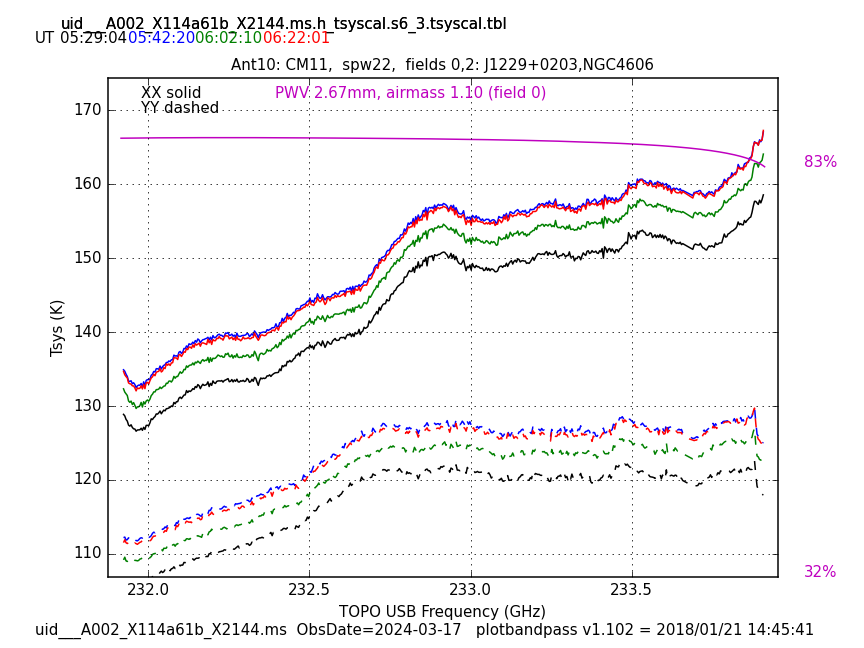 uid___A002_X114a61b_X2144.ms.h_tsyscal.s6_3.tsyscal.tbl
UT 05:29:04 05:42:20 06:02:10 06:22:01
Ant10: CM11,  spw22,  fields 0,2: J1229+0203,NGC4606
XX solid
PWV 2.67mm, airmass 1.10 (field 0)
YY dashed
170
160
150
140
130
120
110
83%
32%
Tsys (K)
232.0 232.5 233.0 233.5
TOPO USB Frequency (GHz)
uid___A002_X114a61b_X2144.ms  ObsDate=2024-03-17   plotbandpass v1.102 = 2018/01/21 14:45:41